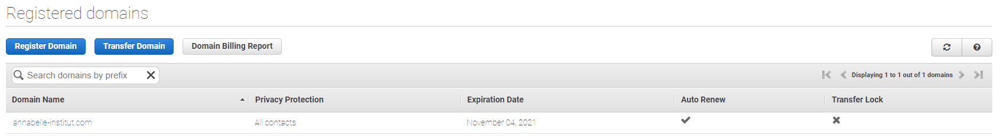 Registered domains
Register Domain Transfer Domain Domain Billing Report
Search domains by prefix Displaying 1 to 1 out of 1 domains
Domain Name Privacy Protection Expiration Date Auto Renew Transfer Lock
annabelle-institut.com All contacts November 04, 2021